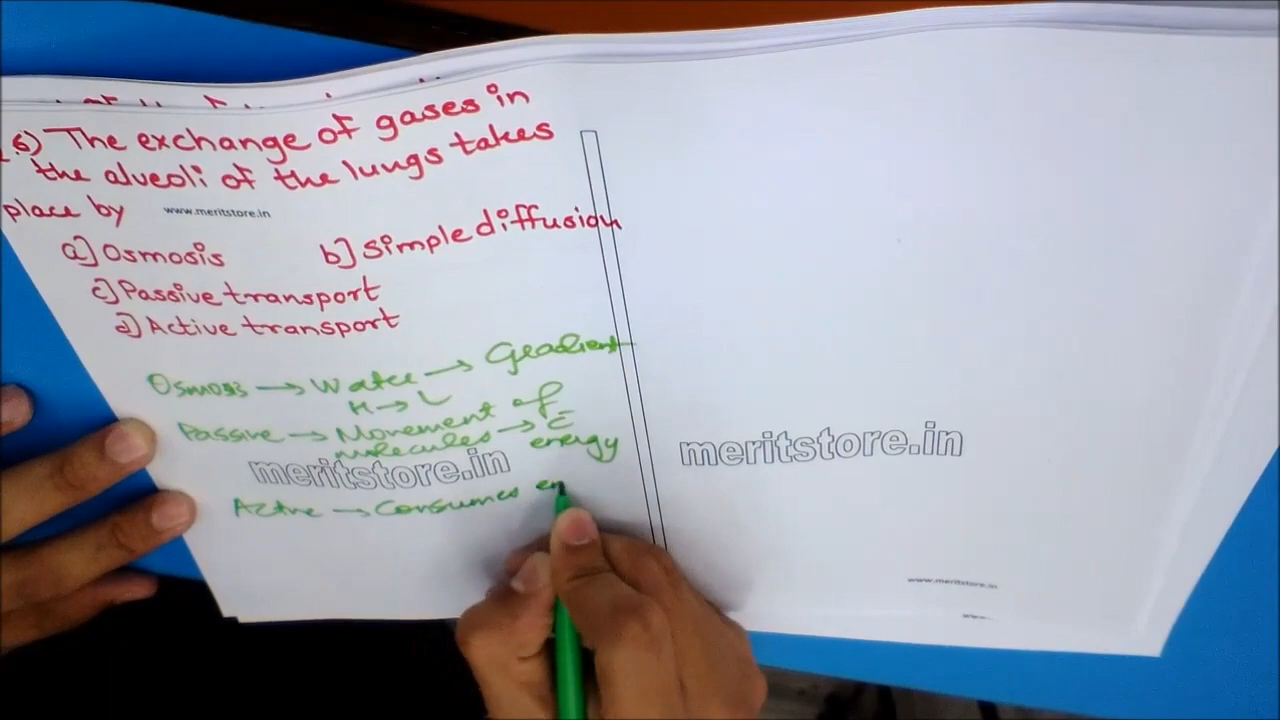 6) The exchange of gases in
the alveoli of the lungs takes
place by
www.meritstore.in
a] Osmosis b] Simple diffusion
c] Passive transport
d] Active transport
Osmosis → Water → Gradient
H → L
Passive → Movement of
molecules → c̄
energy
meritstore.in
meritstore.in
Active → Consumes en
www.meritstore.in